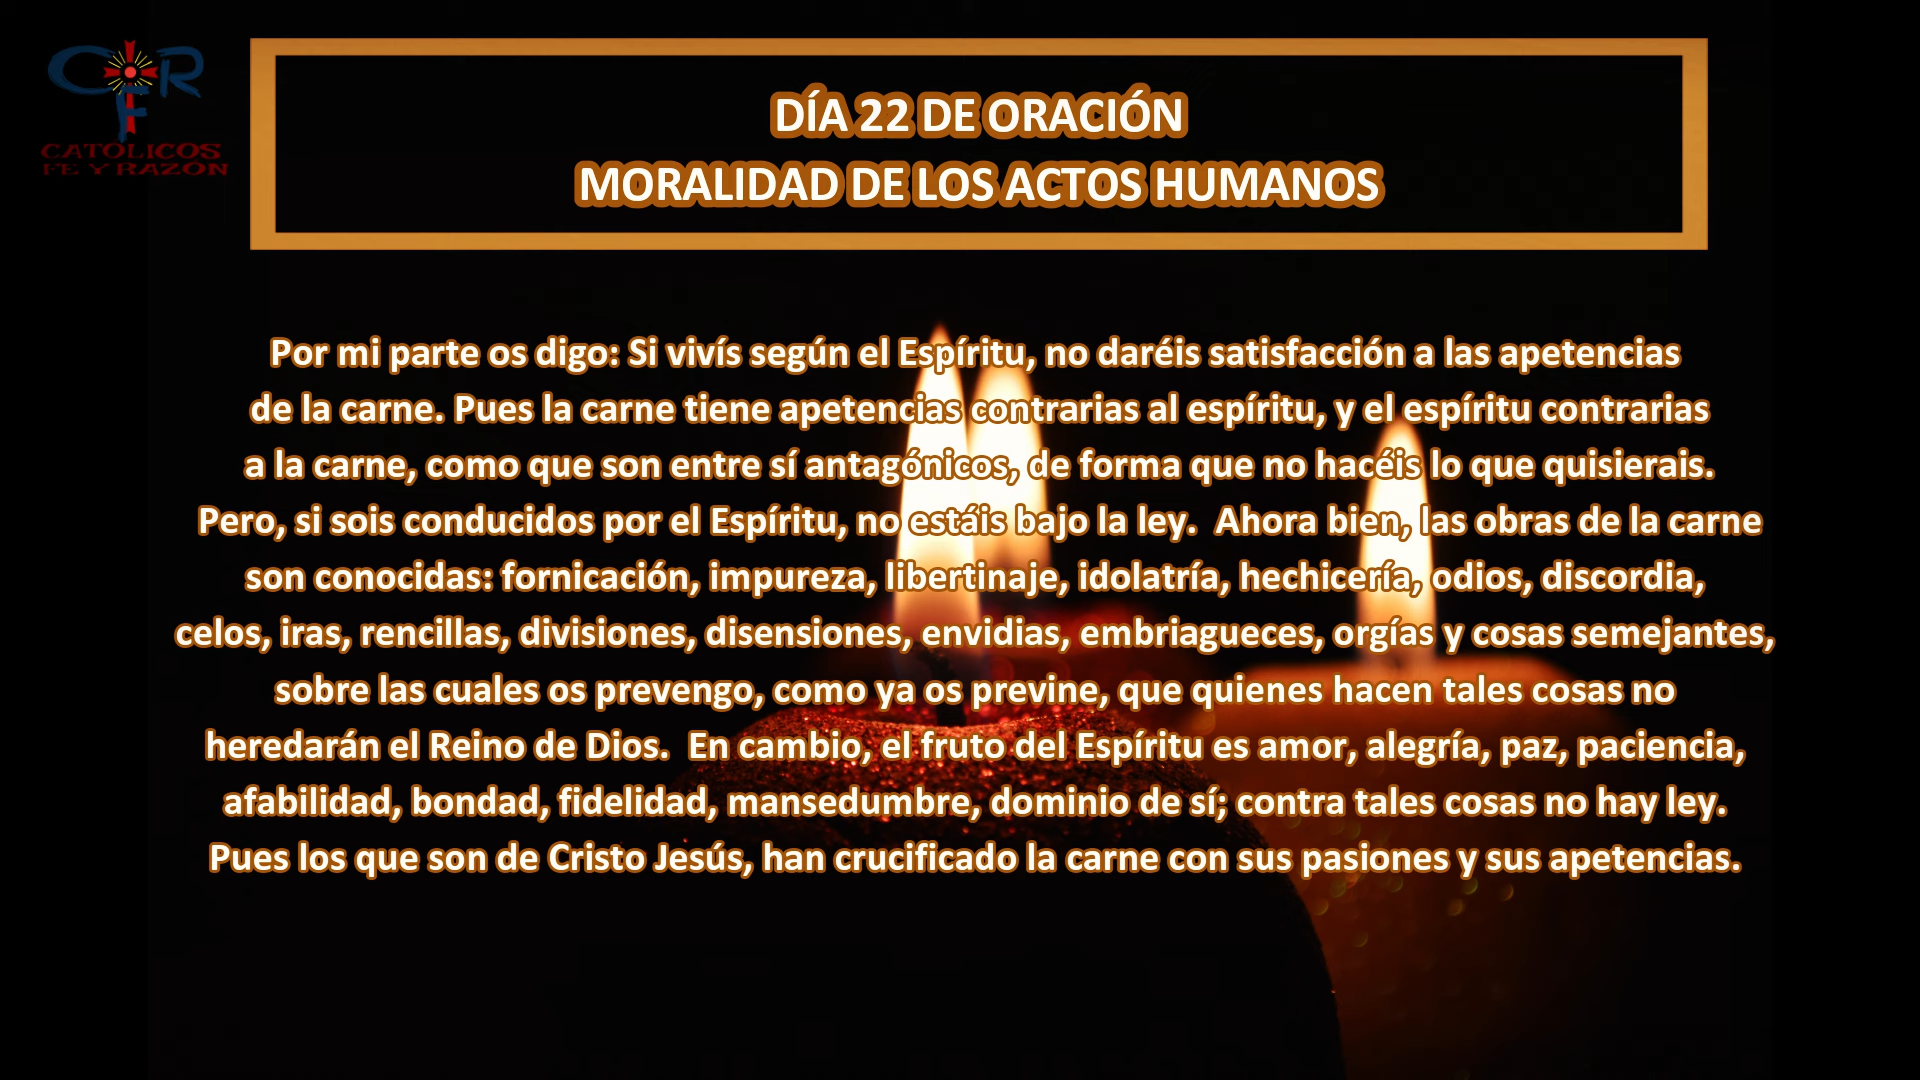 CFR
CATOLICOS
FE Y RAZÓN
DÍA 22 DE ORACIÓN
MORALIDAD DE LOS ACTOS HUMANOS
Por mi parte os digo: Si vivís según el Espíritu, no daréis satisfacción a las apetencias
de la carne. Pues la carne tiene apetencias contrarias al espíritu, y el espíritu contrarias
a la carne, como que son entre sí antagónicos, de forma que no hacéis lo que quisierais.
Pero, si sois conducidos por el Espíritu, no estáis bajo la ley. Ahora bien, las obras de la carne
son conocidas: fornicación, impureza, libertinaje, idolatría, hechicería, odios, discordia,
celos, iras, rencillas, divisiones, disensiones, envidias, embriagueces, orgías y cosas semejantes,
sobre las cuales os prevengo, como ya os previne, que quienes hacen tales cosas no
heredarán el Reino de Dios. En cambio, el fruto del Espíritu es amor, alegría, paz, paciencia,
afabilidad, bondad, fidelidad, mansedumbre, dominio de sí; contra tales cosas no hay ley.
Pues los que son de Cristo Jesús, han crucificado la carne con sus pasiones y sus apetencias.